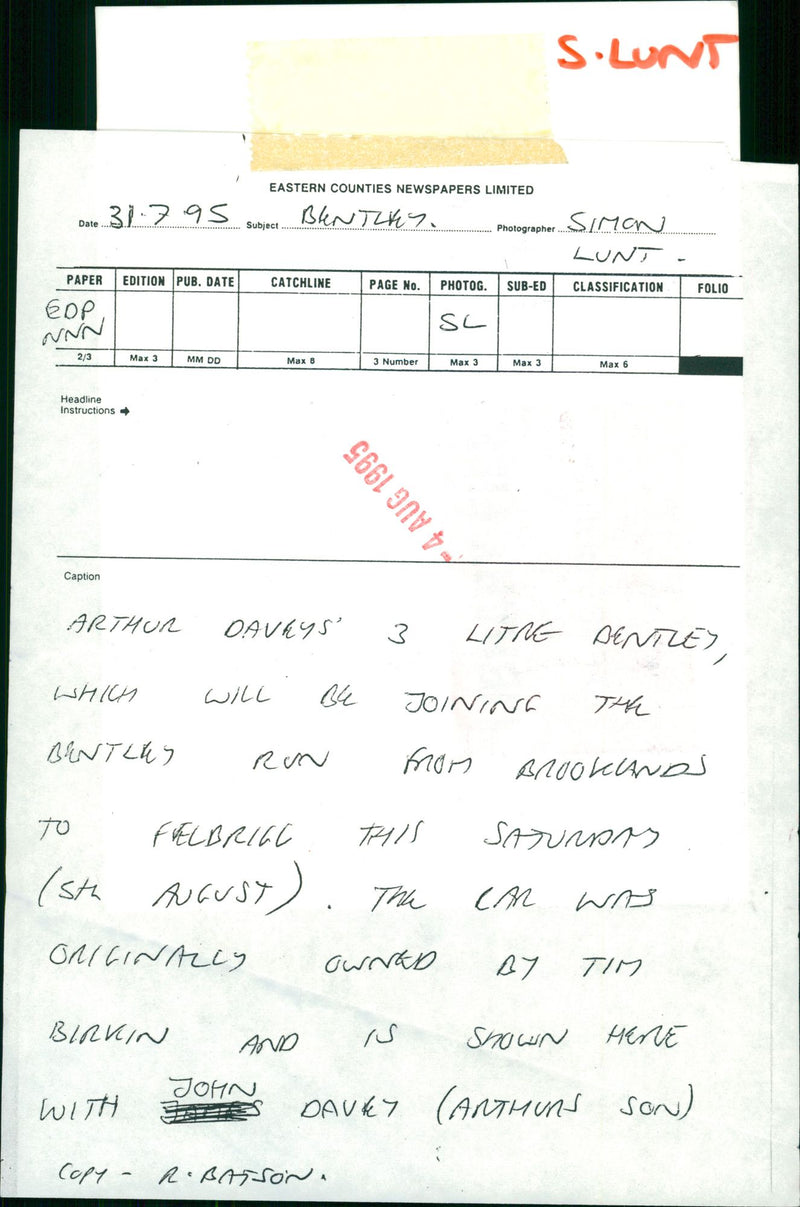 S. LUNT
EASTERN COUNTIES NEWSPAPERS LIMITED
Date 31.7.95 Subject BENTLEY. Photographer SIMON
LUNT -
PAPER EDITION PUB. DATE CATCHLINE PAGE No. PHOTOG. SUB-ED CLASSIFICATION FOLIO
EDP, SL
NNN
2/3 Max 3 MM DD Max 8 3 Number Max 3 Max 3 Max 6
Headline
Instructions ➔
- 4 AUG 1995
Caption
ARTHUR DAVEYS' 3 LITRE BENTLEY,
WHICH WILL BE JOINING THE
BENTLEY RUN FROM BROOKLANDS
TO FELBRIGG THIS SATURDAY
(5th AUGUST). THE CAR WAS
ORIGINALLY OWNED BY TIM
BIRKIN AND IS SHOWN HERE
JOHN
WITH DAVEY (ARTHURS SON)
COPY - R. BATSON.